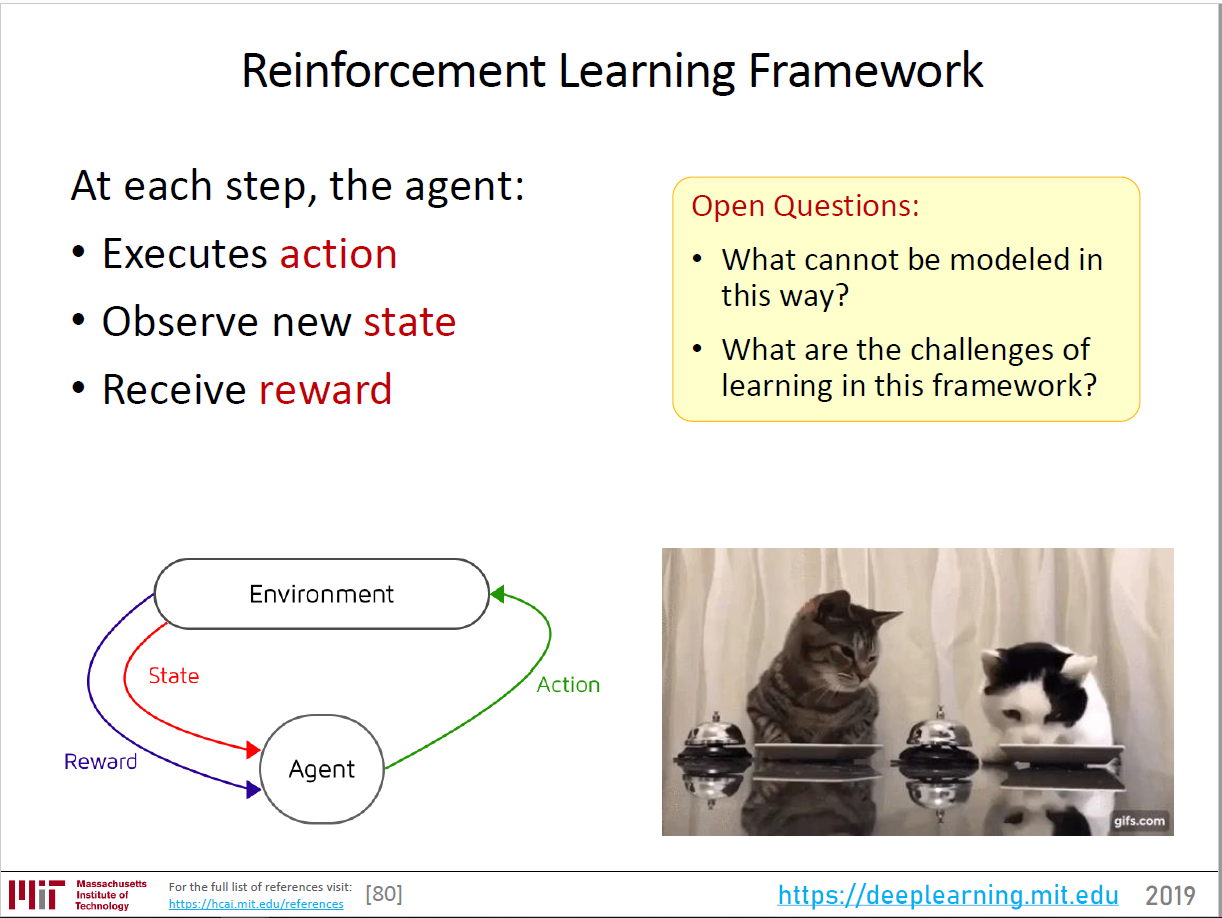 Reinforcement Learning Framework
At each step, the agent:
• Executes action
• Observe new state
• Receive reward
Open Questions:
• What cannot be modeled in
this way?
• What are the challenges of
learning in this framework?
Environment
State
Action
Reward
Agent
gifs.com
Massachusetts
Institute of
Technology
For the full list of references visit:
https://hcai.mit.edu/references
[80]
https://deeplearning.mit.edu
2019